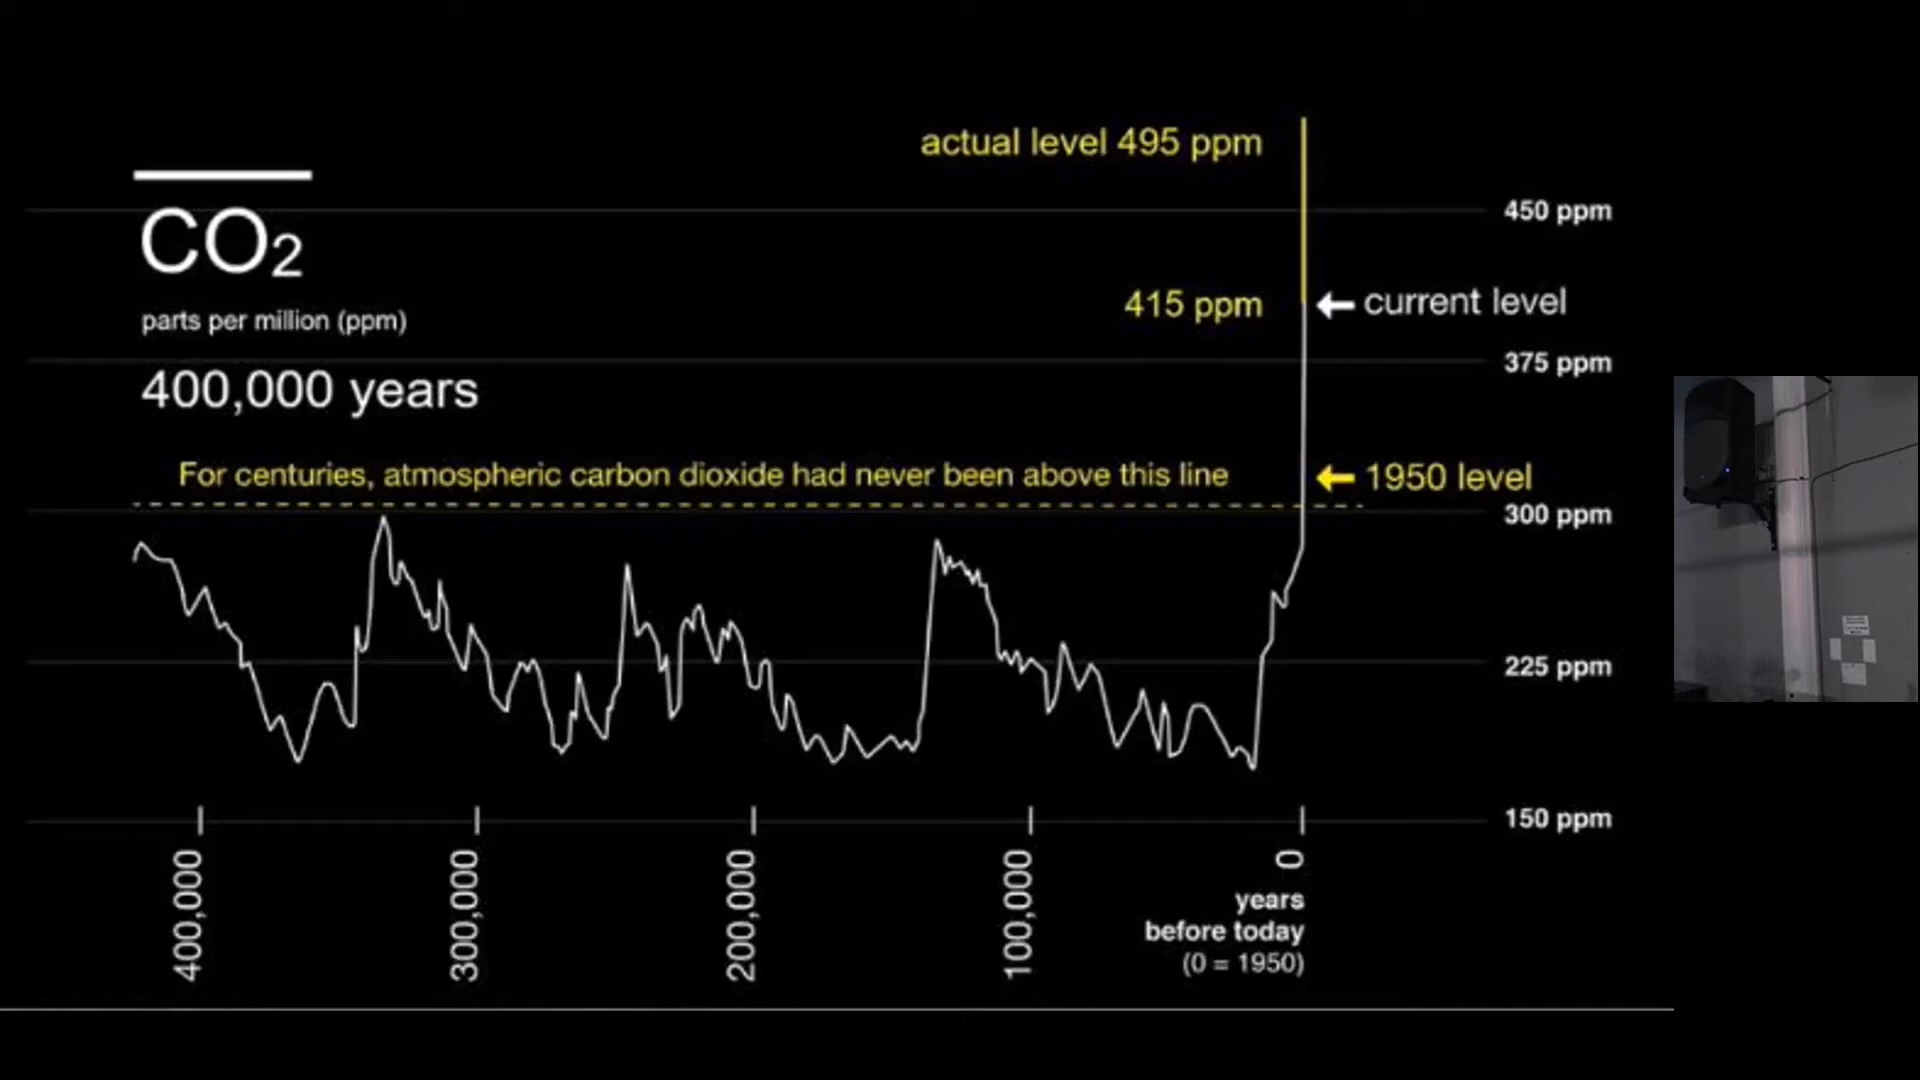 actual level 495 ppm
450 ppm
CO2
parts per million (ppm)
415 ppm
current level
375 ppm
400,000 years
For centuries, atmospheric carbon dioxide had never been above this line
1950 level
300 ppm
225 ppm
150 ppm
400,000
300,000
200,000
100,000
0
years
before today
(0 = 1950)